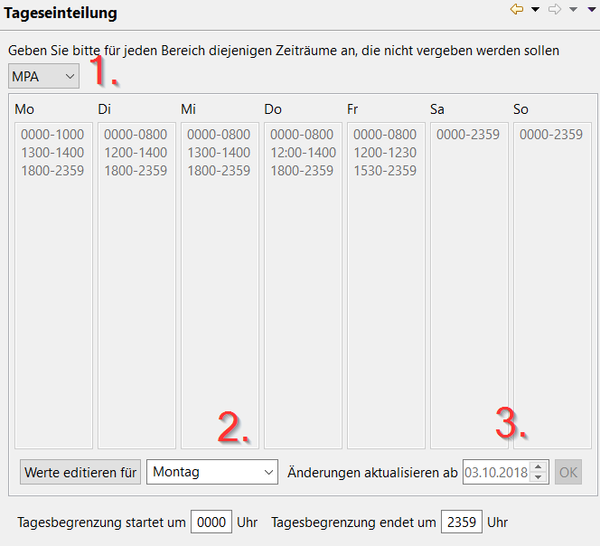 Tageseinteilung
Geben Sie bitte für jeden Bereich diejenigen Zeiträume an, die nicht vergeben werden sollen
MPA 1.
Mo Di Mi Do Fr Sa So
0000-1000 0000-0800 0000-0800 0000-0800 0000-0800 0000-2359 0000-2359
1300-1400 1200-1400 1300-1400 12:00-1400 1200-1230
1800-2359 1800-2359 1800-2359 1800-2359 1530-2359
2. 3.
Werte editieren für Montag Änderungen aktualisieren ab 03.10.2018 OK
Tagesbegrenzung startet um 0000 Uhr Tagesbegrenzung endet um 2359 Uhr